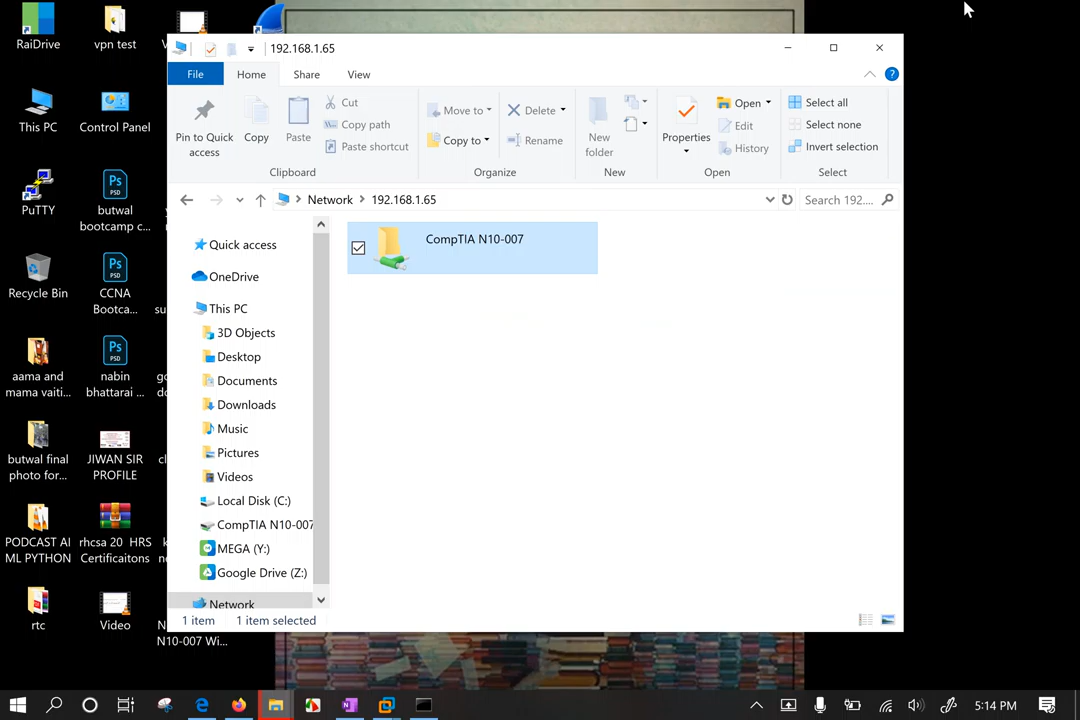 RaiDrive
vpn test
This PC
Control Panel
PuTTY
butwal
bootcamp c...
Recycle Bin
CCNA
Bootca...
su
aama and
mama vaiti...
nabin
bhattarai ...
butwal final
photo for...
JIWAN SIR
PROFILE
PODCAST AI
ML PYTHON
rhcsa 20 HRS
Certificaitons
rtc
Video
N10-007 Wi...
192.168.1.65
File
Home
Share
View
Pin to Quick
access
Copy
Paste
Cut
Copy path
Paste shortcut
Clipboard
Move to
Copy to
Delete
Rename
Organize
New
folder
New
Properties
Open
Edit
History
Open
Select all
Select none
Invert selection
Select
Network
192.168.1.65
Search 192....
Quick access
OneDrive
This PC
3D Objects
Desktop
Documents
Downloads
Music
Pictures
Videos
Local Disk (C:)
CompTIA N10-007
MEGA (Y:)
Google Drive (Z:)
Network
CompTIA N10-007
1 item
1 item selected
5:14 PM